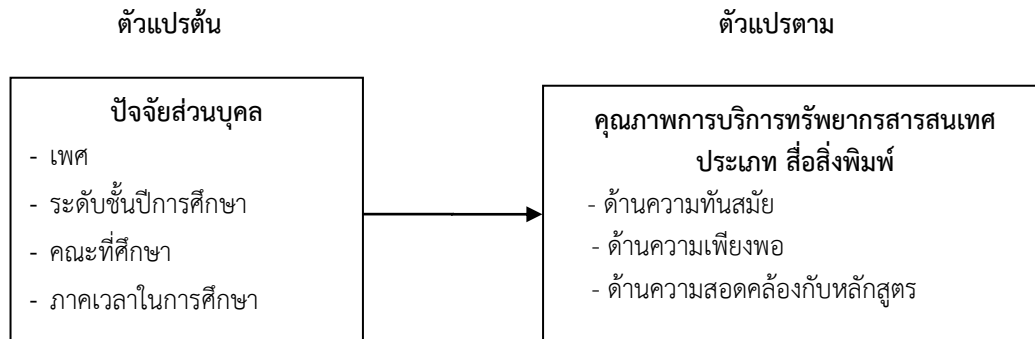 ตัวแปรต้น
ตัวแปรตาม
ปัจจัยส่วนบุคล
- เพศ
- ระดับชั้นปีการศึกษา
- คณะที่ศึกษา
- ภาคเวลาในการศึกษา
คุณภาพการบริการทรัพยากรสารสนเทศ
ประเภท สื่อสิ่งพิมพ์
- ด้านความทันสมัย
- ด้านความเพียงพอ
- ด้านความสอดคล้องกับหลักสูตร